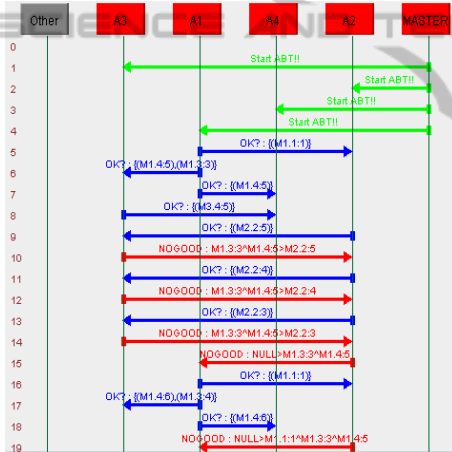 SCIENCE AND TE
Other A3 A1 A4 A2 MASTER
0
1 Start ABT!!
2 Start ABT!!
3 Start ABT!!
4 Start ABT!!
5 OK? : {(M1.1:1)}
6 OK? : {(M1.4:5),(M1.3:3)}
7 OK? : {(M1.4:5)}
8 OK? : {(M3.4:5)}
9 OK? : {(M2.2:5)}
10 NOGOOD : M1.3:3^M1.4:5>M2.2:5
11 OK? : {(M2.2:4)}
12 NOGOOD : M1.3:3^M1.4:5>M2.2:4
13 OK? : {(M2.2:3)}
14 NOGOOD : M1.3:3^M1.4:5>M2.2:3
15 NOGOOD : NULL>M1.3:3^M1.4:5
16 OK? : {(M1.1:1)}
17 OK? : {(M1.4:6),(M1.3:4)}
18 OK? : {(M1.4:6)}
19 NOGOOD : NULL>M1.1:1^M1.3:3^M1.4:5